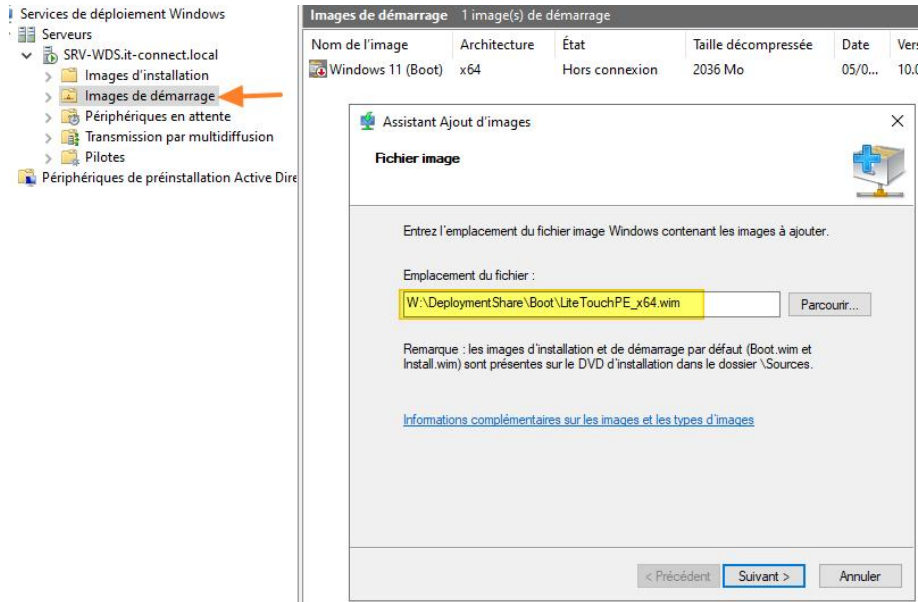 Services de déploiement Windows
Serveurs
SRV-WDS.it-connect.local
Images d'installation
Images de démarrage
Périphériques en attente
Transmission par multidiffusion
Pilotes
Périphériques de préinstallation Active Dire
Images de démarrage 1 image(s) de démarrage
Nom de l'image Architecture État Taille décompressée Date Vers
Windows 11 (Boot) x64 Hors connexion 2036 Mo 05/0... 10.0
Assistant Ajout d'images
Fichier image
Entrez l'emplacement du fichier image Windows contenant les images à ajouter.
Emplacement du fichier :
W:\DeploymentShare\Boot\LiteTouchPE_x64.wim
Parcourir...
Remarque : les images d'installation et de démarrage par défaut (Boot.wim et
Install.wim) sont présentes sur le DVD d'installation dans le dossier \Sources.
Informations complémentaires sur les images et les types d'images
< Précédent Suivant > Annuler